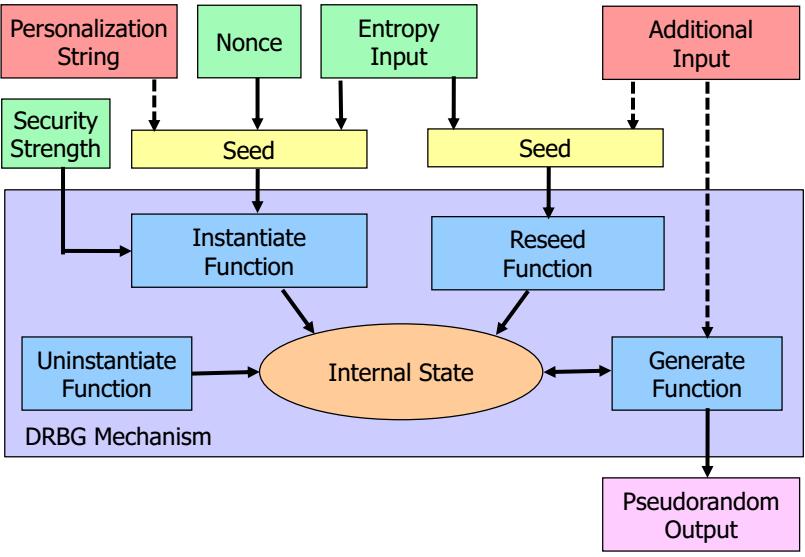 Personalization
String
Nonce
Entropy
Input
Additional
Input
Security
Strength
Seed
Seed
Instantiate
Function
Reseed
Function
Uninstantiate
Function
Internal State
Generate
Function
DRBG Mechanism
Pseudorandom
Output